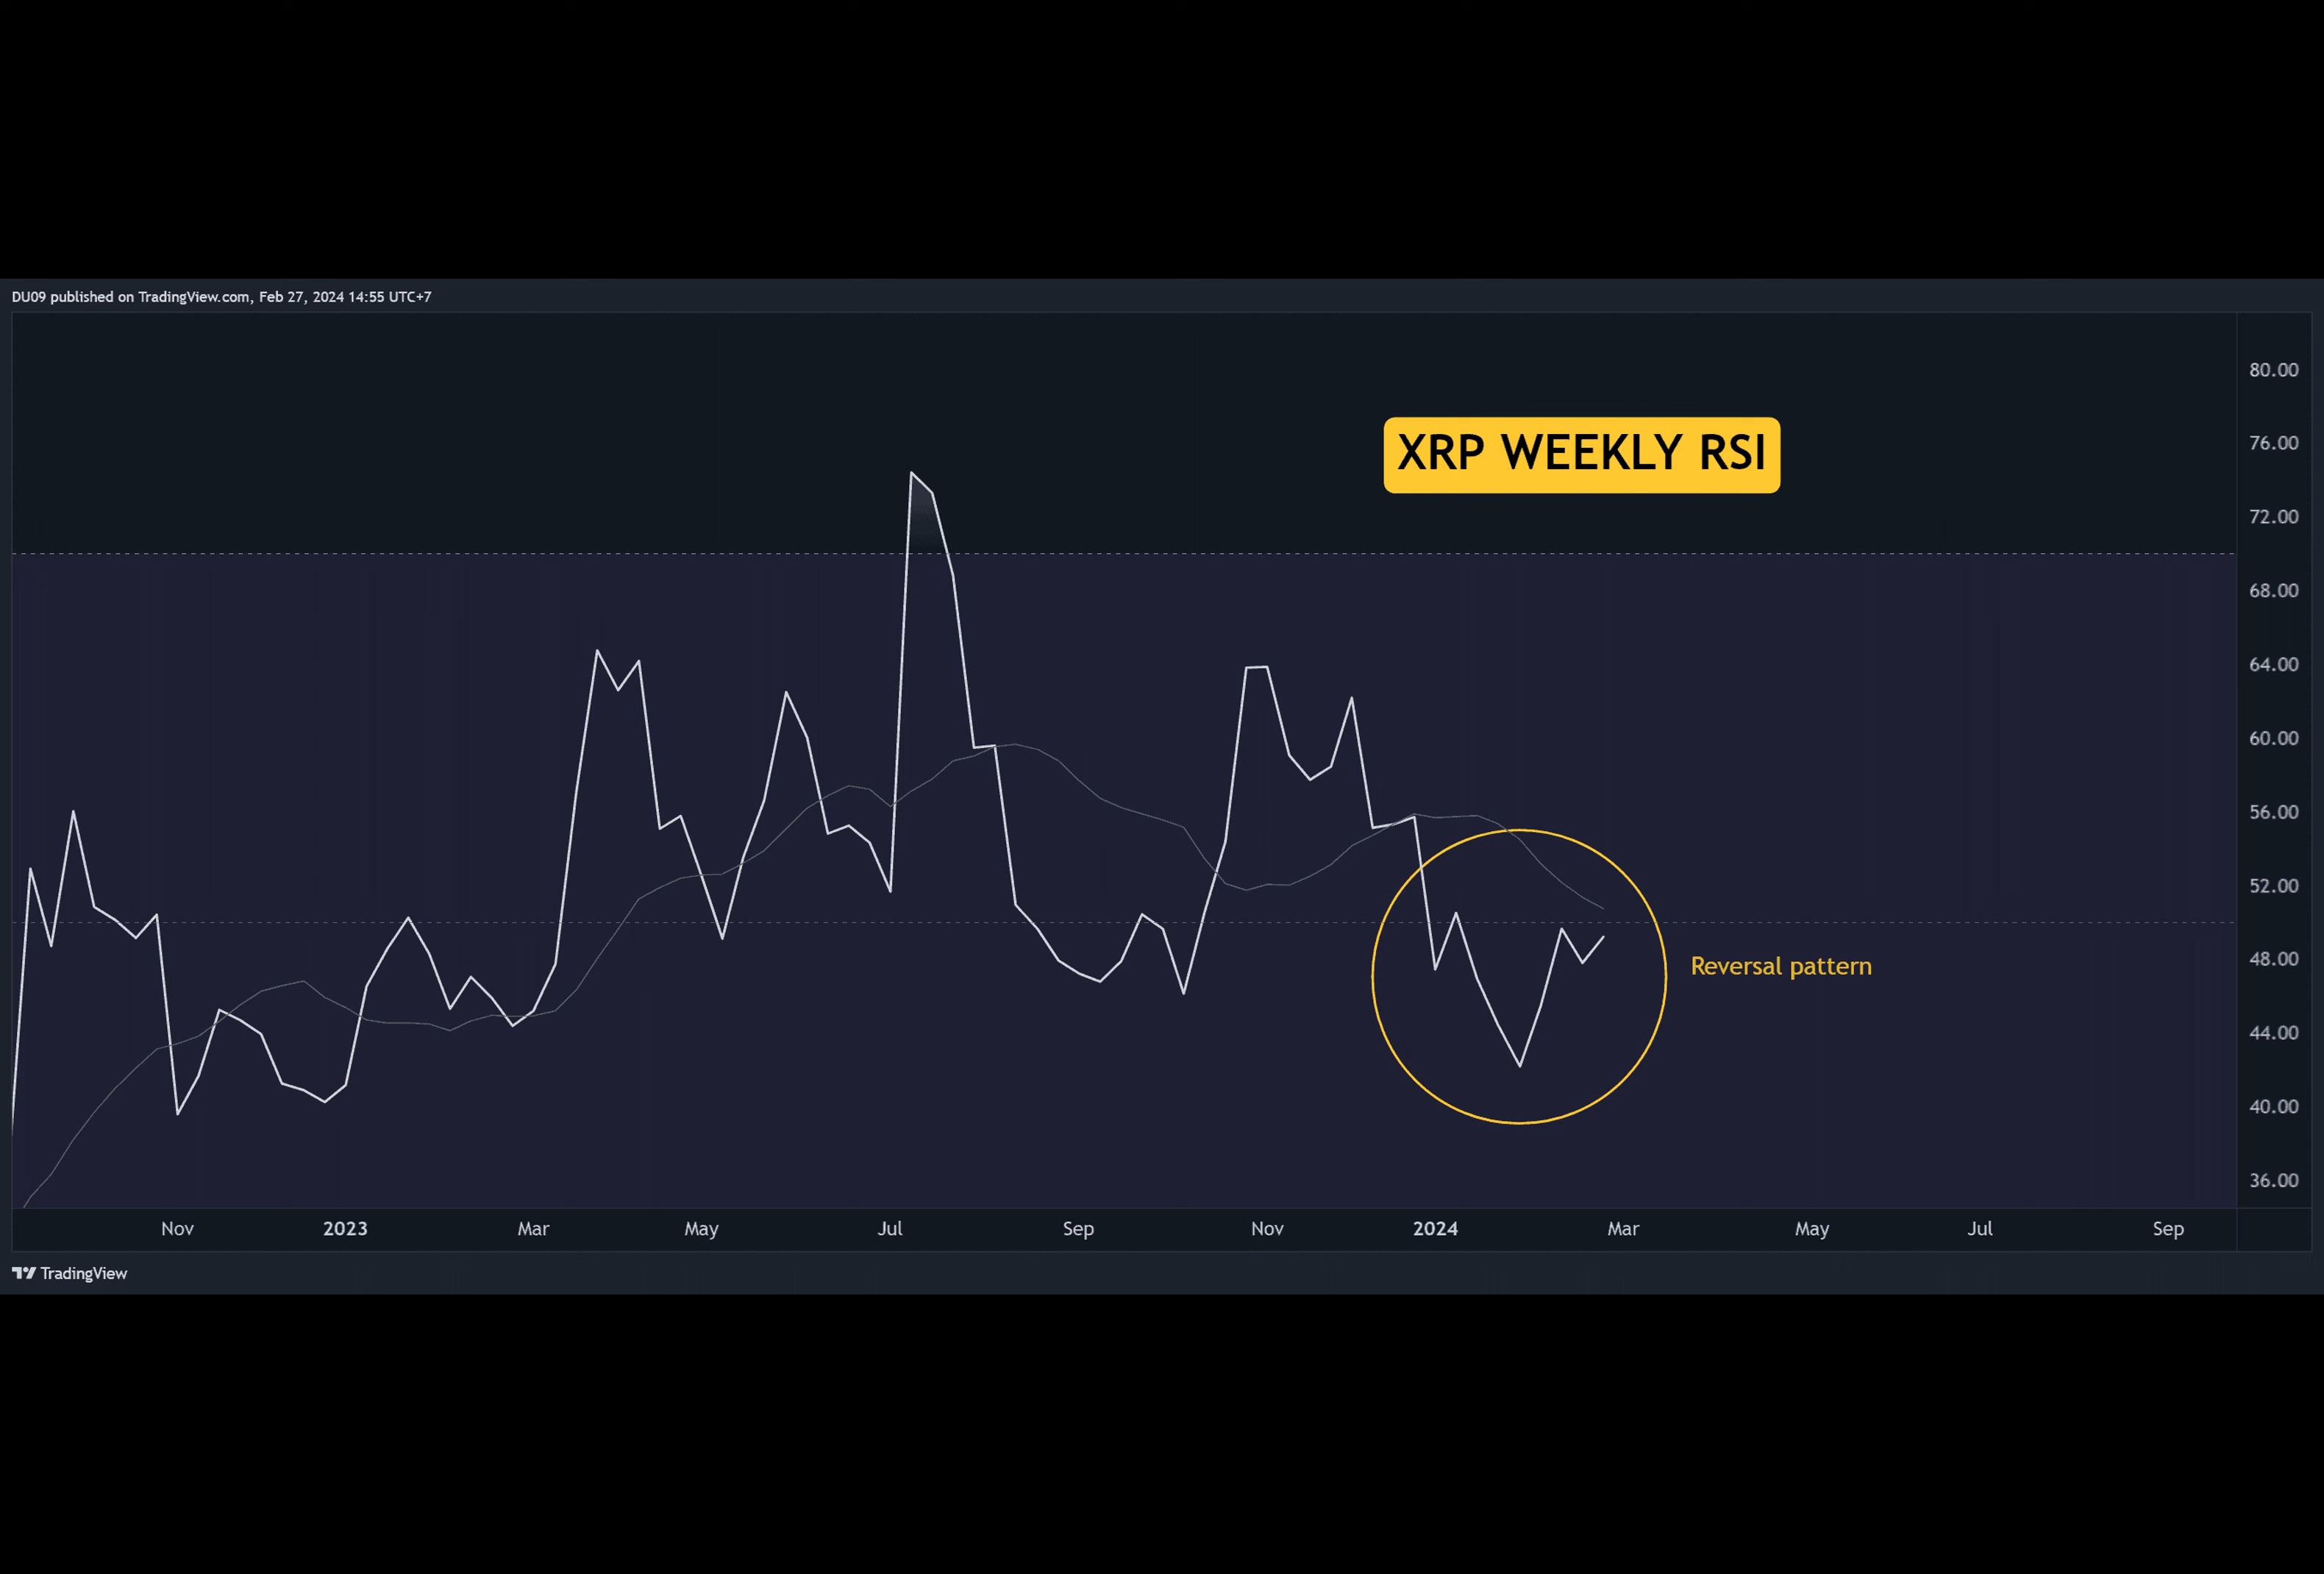 DU09 published on TradingView.com, Feb 27, 2024 14:55 UTC+7
80.00
XRP WEEKLY RSI
76.00
72.00
68.00
64.00
60.00
56.00
52.00
Reversal pattern
48.00
44.00
40.00
36.00
Nov 2023 Mar May Jul Sep Nov 2024 Mar May Jul Sep
TradingView